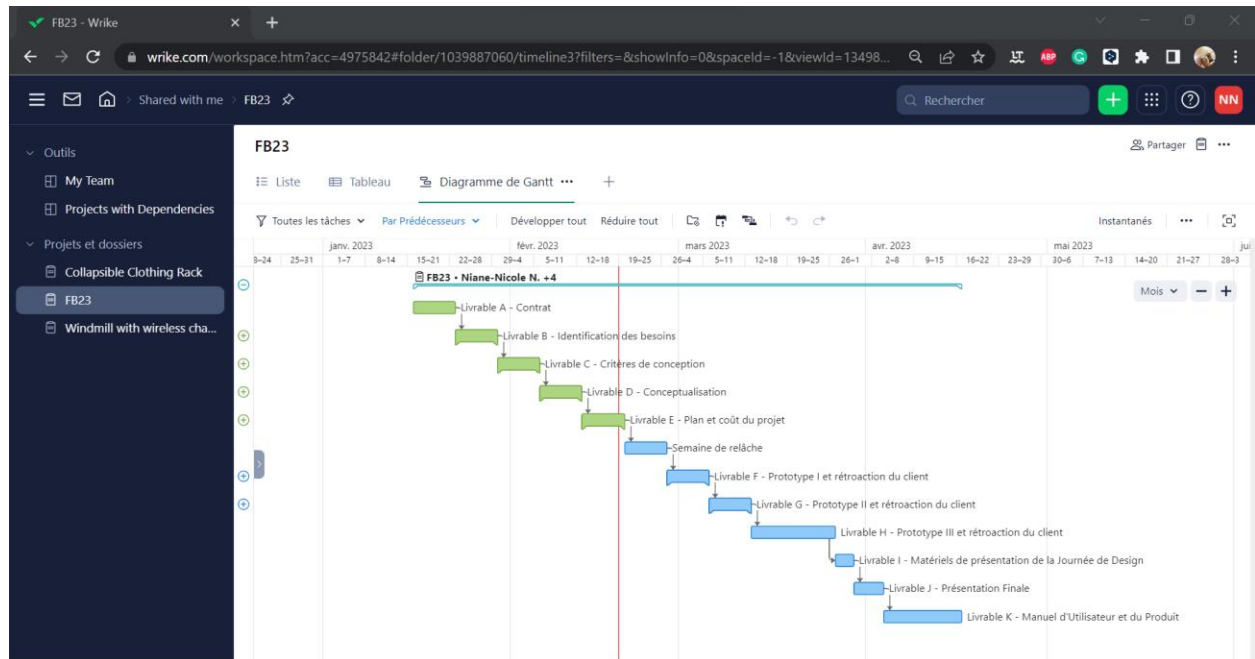 FB23 - Wrike
wrike.com/workspace.htm?acc=4975842#folder/1039887060/timeline3?filters=&showInfo=0&spaceId=-1&viewId=13498...
ABP
G
Shared with me > FB23
Rechercher
NN
Outils
My Team
Projects with Dependencies
Projets et dossiers
Collapsible Clothing Rack
FB23
Windmill with wireless cha...
FB23
Partager
Liste Tableau Diagramme de Gantt
Toutes les tâches Par Prédécesseurs Développer tout Réduire tout Instantanés
janv. 2023 févr. 2023 mars 2023 avr. 2023 mai 2023 jui
8-24 25-31 1-7 8-14 15-21 22-28 29-4 5-11 12-18 19-25 26-4 5-11 12-18 19-25 26-1 2-8 9-15 16-22 23-29 30-6 7-13 14-20 21-27 28-3
FB23 • Niane-Nicole N. +4
Mois
Livrable A - Contrat
Livrable B - Identification des besoins
Livrable C - Critères de conception
Livrable D - Conceptualisation
Livrable E - Plan et coût du projet
Semaine de relâche
Livrable F - Prototype I et rétroaction du client
Livrable G - Prototype II et rétroaction du client
Livrable H - Prototype III et rétroaction du client
Livrable I - Matériels de présentation de la Journée de Design
Livrable J - Présentation Finale
Livrable K - Manuel d'Utilisateur et du Produit